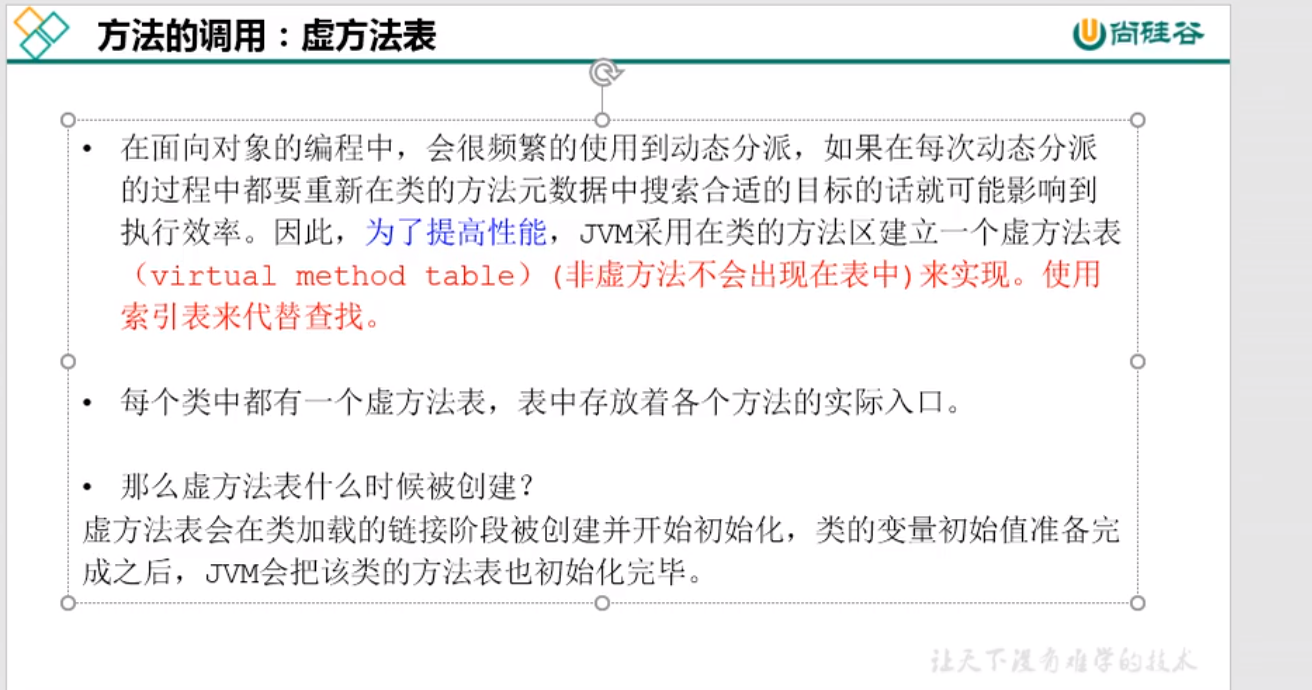 方法的调用：虚方法表
尚硅谷
• 在面向对象的编程中，会很频繁的使用到动态分派，如果在每次动态分派
的过程中都要重新在类的方法元数据中搜索合适的目标的话就可能影响到
执行效率。因此，为了提高性能，JVM采用在类的方法区建立一个虚方法表
（virtual method table）(非虚方法不会出现在表中)来实现。使用
索引表来代替查找。
• 每个类中都有一个虚方法表，表中存放着各个方法的实际入口。
• 那么虚方法表什么时候被创建？
虚方法表会在类加载的链接阶段被创建并开始初始化，类的变量初始值准备完
成之后，JVM会把该类的方法表也初始化完毕。
让天下没有难学的技术